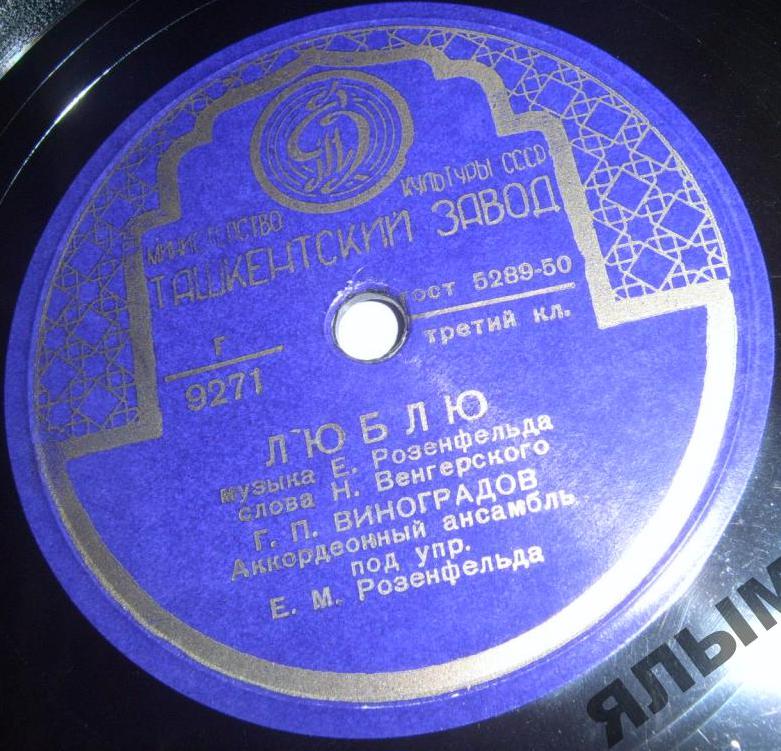 МИНИСТЕРСТВО КУЛЬТУРЫ СССР
ТАШКЕНТСКИЙ ЗАВОД
ГОСТ 5289-50
третий кл.
Г
9271
ЛЮБЛЮ
музыка Е. Розенфельда
слова Н. Венгерского
Г. П. ВИНОГРАДОВ
Аккордеонный ансамбль
под упр.
Е. М. Розенфельда
ЯЛЫМ